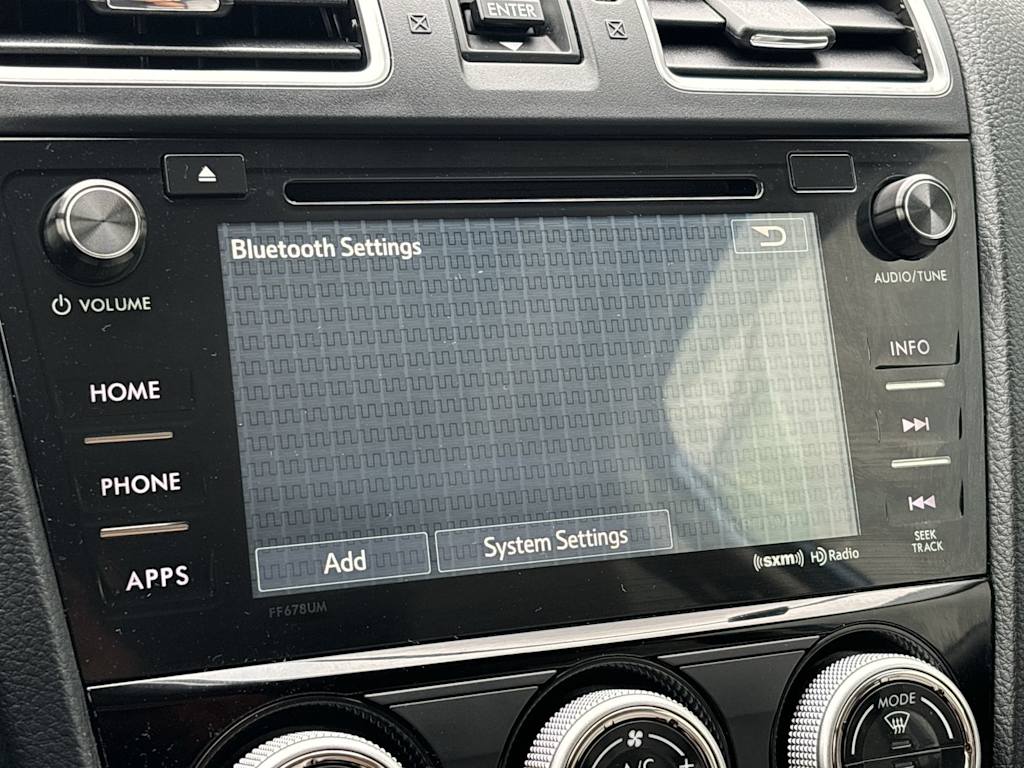 ENTER
VOLUME
HOME
PHONE
APPS
Bluetooth Settings
Add
System Settings
FF678UM
((sxm)) HD Radio
AUDIO/TUNE
INFO
SEEK
TRACK
MODE
A/C +